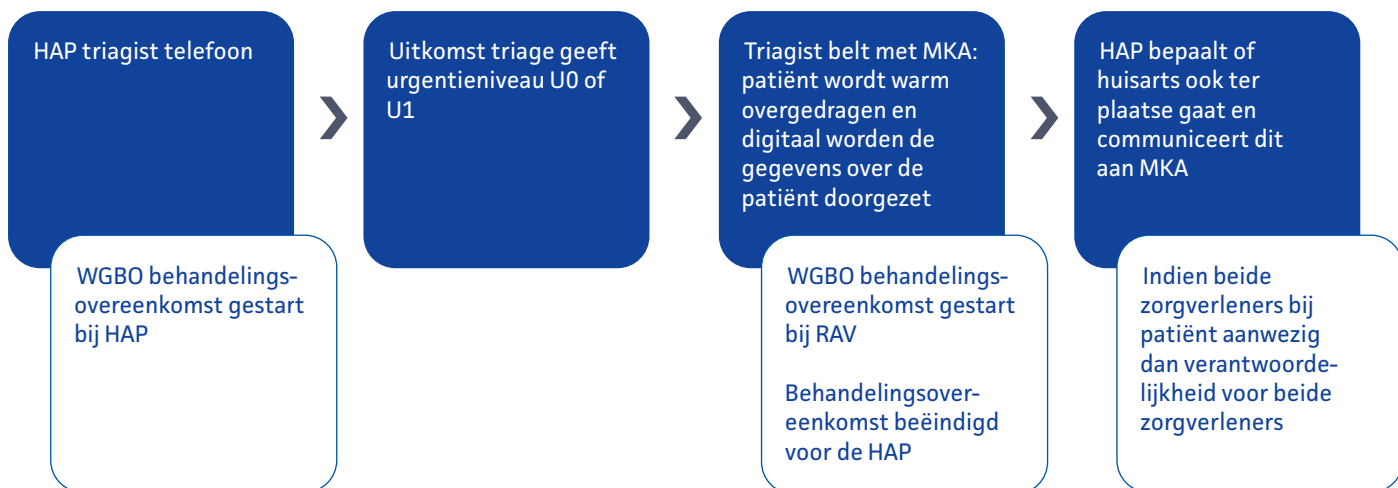 HAP triagist telefoon
WGBO behandelings-
overeenkomst gestart
bij HAP
Uitkomst triage geeft
urgentieniveau U0 of
U1
Triagist belt met MKA:
patiënt wordt warm
overgedragen en
digitaal worden de
gegevens over de
patiënt doorgezet
WGBO behandelings-
overeenkomst gestart
bij RAV
Behandelingsover-
eenkomst beëindigd
voor de HAP
HAP bepaalt of
huisarts ook ter
plaatse gaat en
communiceert dit
aan MKA
Indien beide
zorgverleners bij
patiënt aanwezig
dan verantwoorde-
lijkheid voor beide
zorgverleners